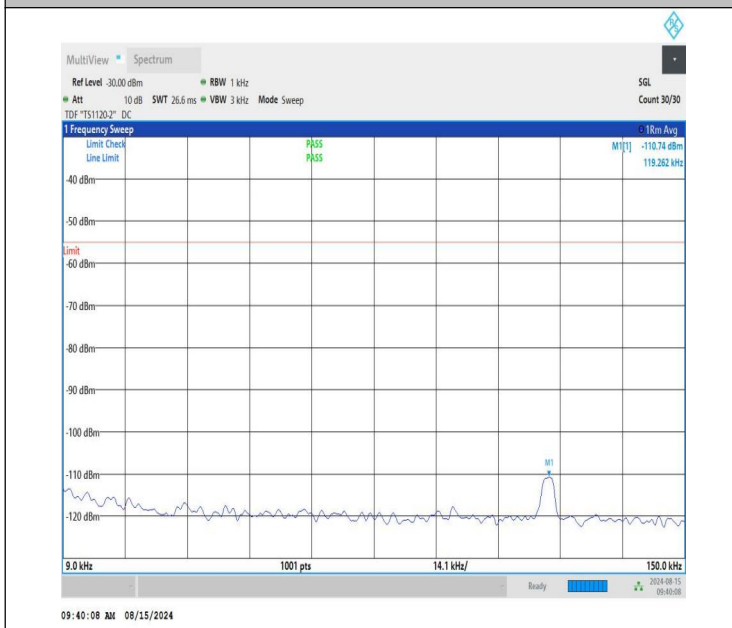 MultiView Spectrum
Ref Level -30.00 dBm RBW 1 kHz SGL
Att 10 dB SWT 26.6 ms VBW 3 kHz Mode Sweep Count 30/30
TDF "TS1120-2" DC
1 Frequency Sweep 1Rm Avg
Limit Check PASS M1[1] -110.74 dBm
Line Limit PASS 119.262 kHz
-40 dBm
-50 dBm
Limit
-60 dBm
-70 dBm
-80 dBm
-90 dBm
-100 dBm
M1
-110 dBm
-120 dBm
9.0 kHz 1001 pts 14.1 kHz/ 150.0 kHz
Ready 2024-08-15
09:40:08
09:40:08 AM 08/15/2024